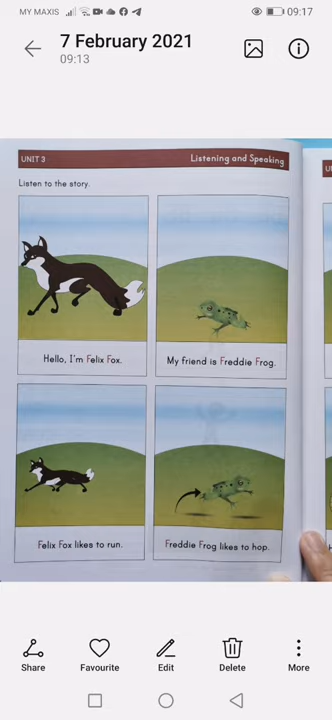 MY MAXIS
09:17
7 February 2021
09:13
UNIT 3
Listening and Speaking
Listen to the story.
Hello, I'm Felix Fox.
My friend is Freddie Frog.
Felix Fox likes to run.
Freddie Frog likes to hop.
Share
Favourite
Edit
Delete
More